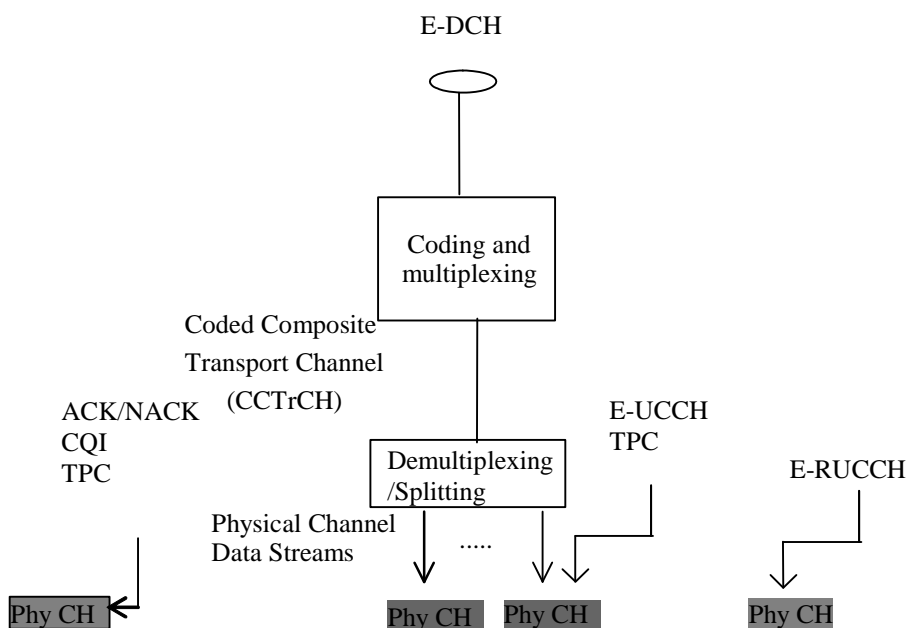 E-DCH
Coding and
multiplexing
Coded Composite
Transport Channel
(CCTrCH)
ACK/NACK
CQI
TPC
E-UCCH
TPC
Demultiplexing
/Splitting
E-RUCCH
Physical Channel
Data Streams
.....
Phy CH
Phy CH
Phy CH
Phy CH